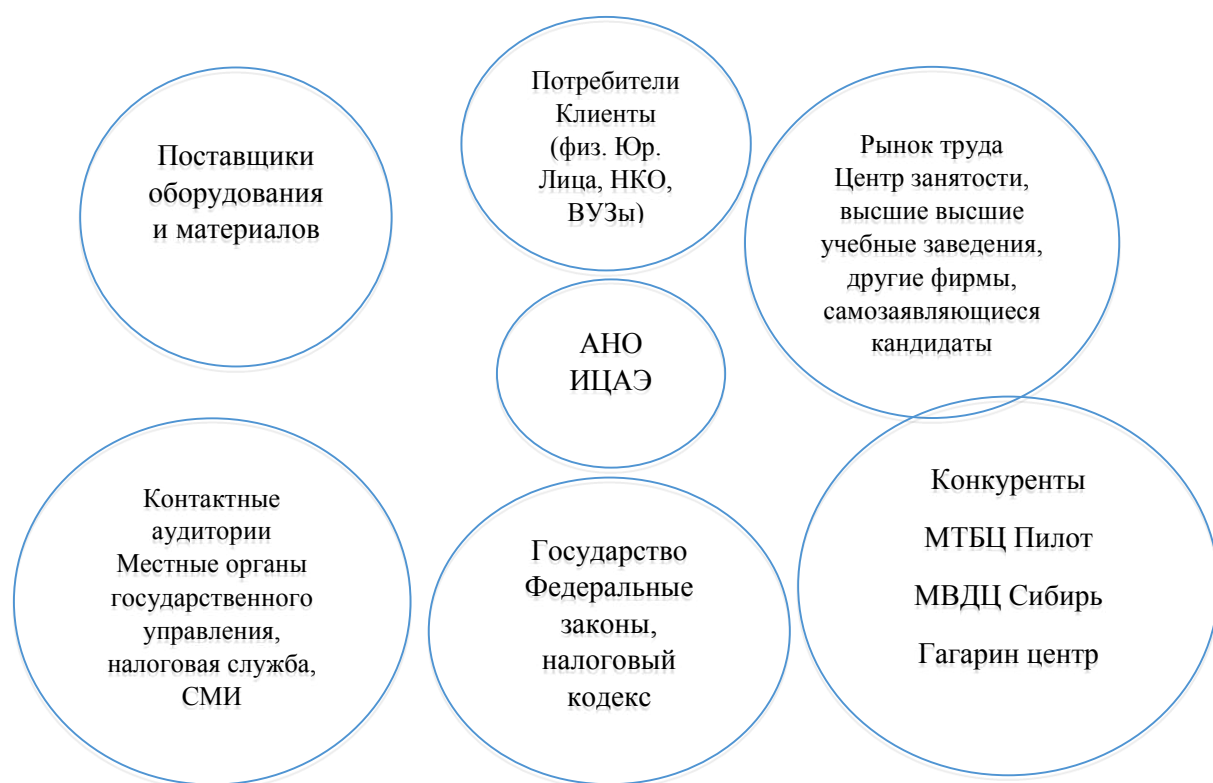 Поставщики
оборудования
и материалов
Потребители
Клиенты
(физ. Юр.
Лица, НКО,
ВУЗы)
Рынок труда
Центр занятости,
высшие высшие
учебные заведения,
другие фирмы,
самозаявляющиеся
кандидаты
АНО
ИЦАЭ
Контактные
аудитории
Местные органы
государственного
управления,
налоговая служба,
СМИ
Государство
Федеральные
законы,
налоговый
кодекс
Конкуренты
МТБЦ Пилот
МВДЦ Сибирь
Гагарин центр